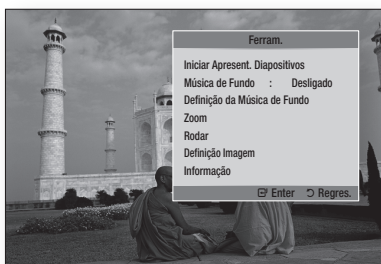 Ferram.
Iniciar Apresent. Diapositivos
Música de Fundo : Desligado
Definição da Música de Fundo
Zoom
Rodar
Definição Imagem
Informação
Enter Regres.